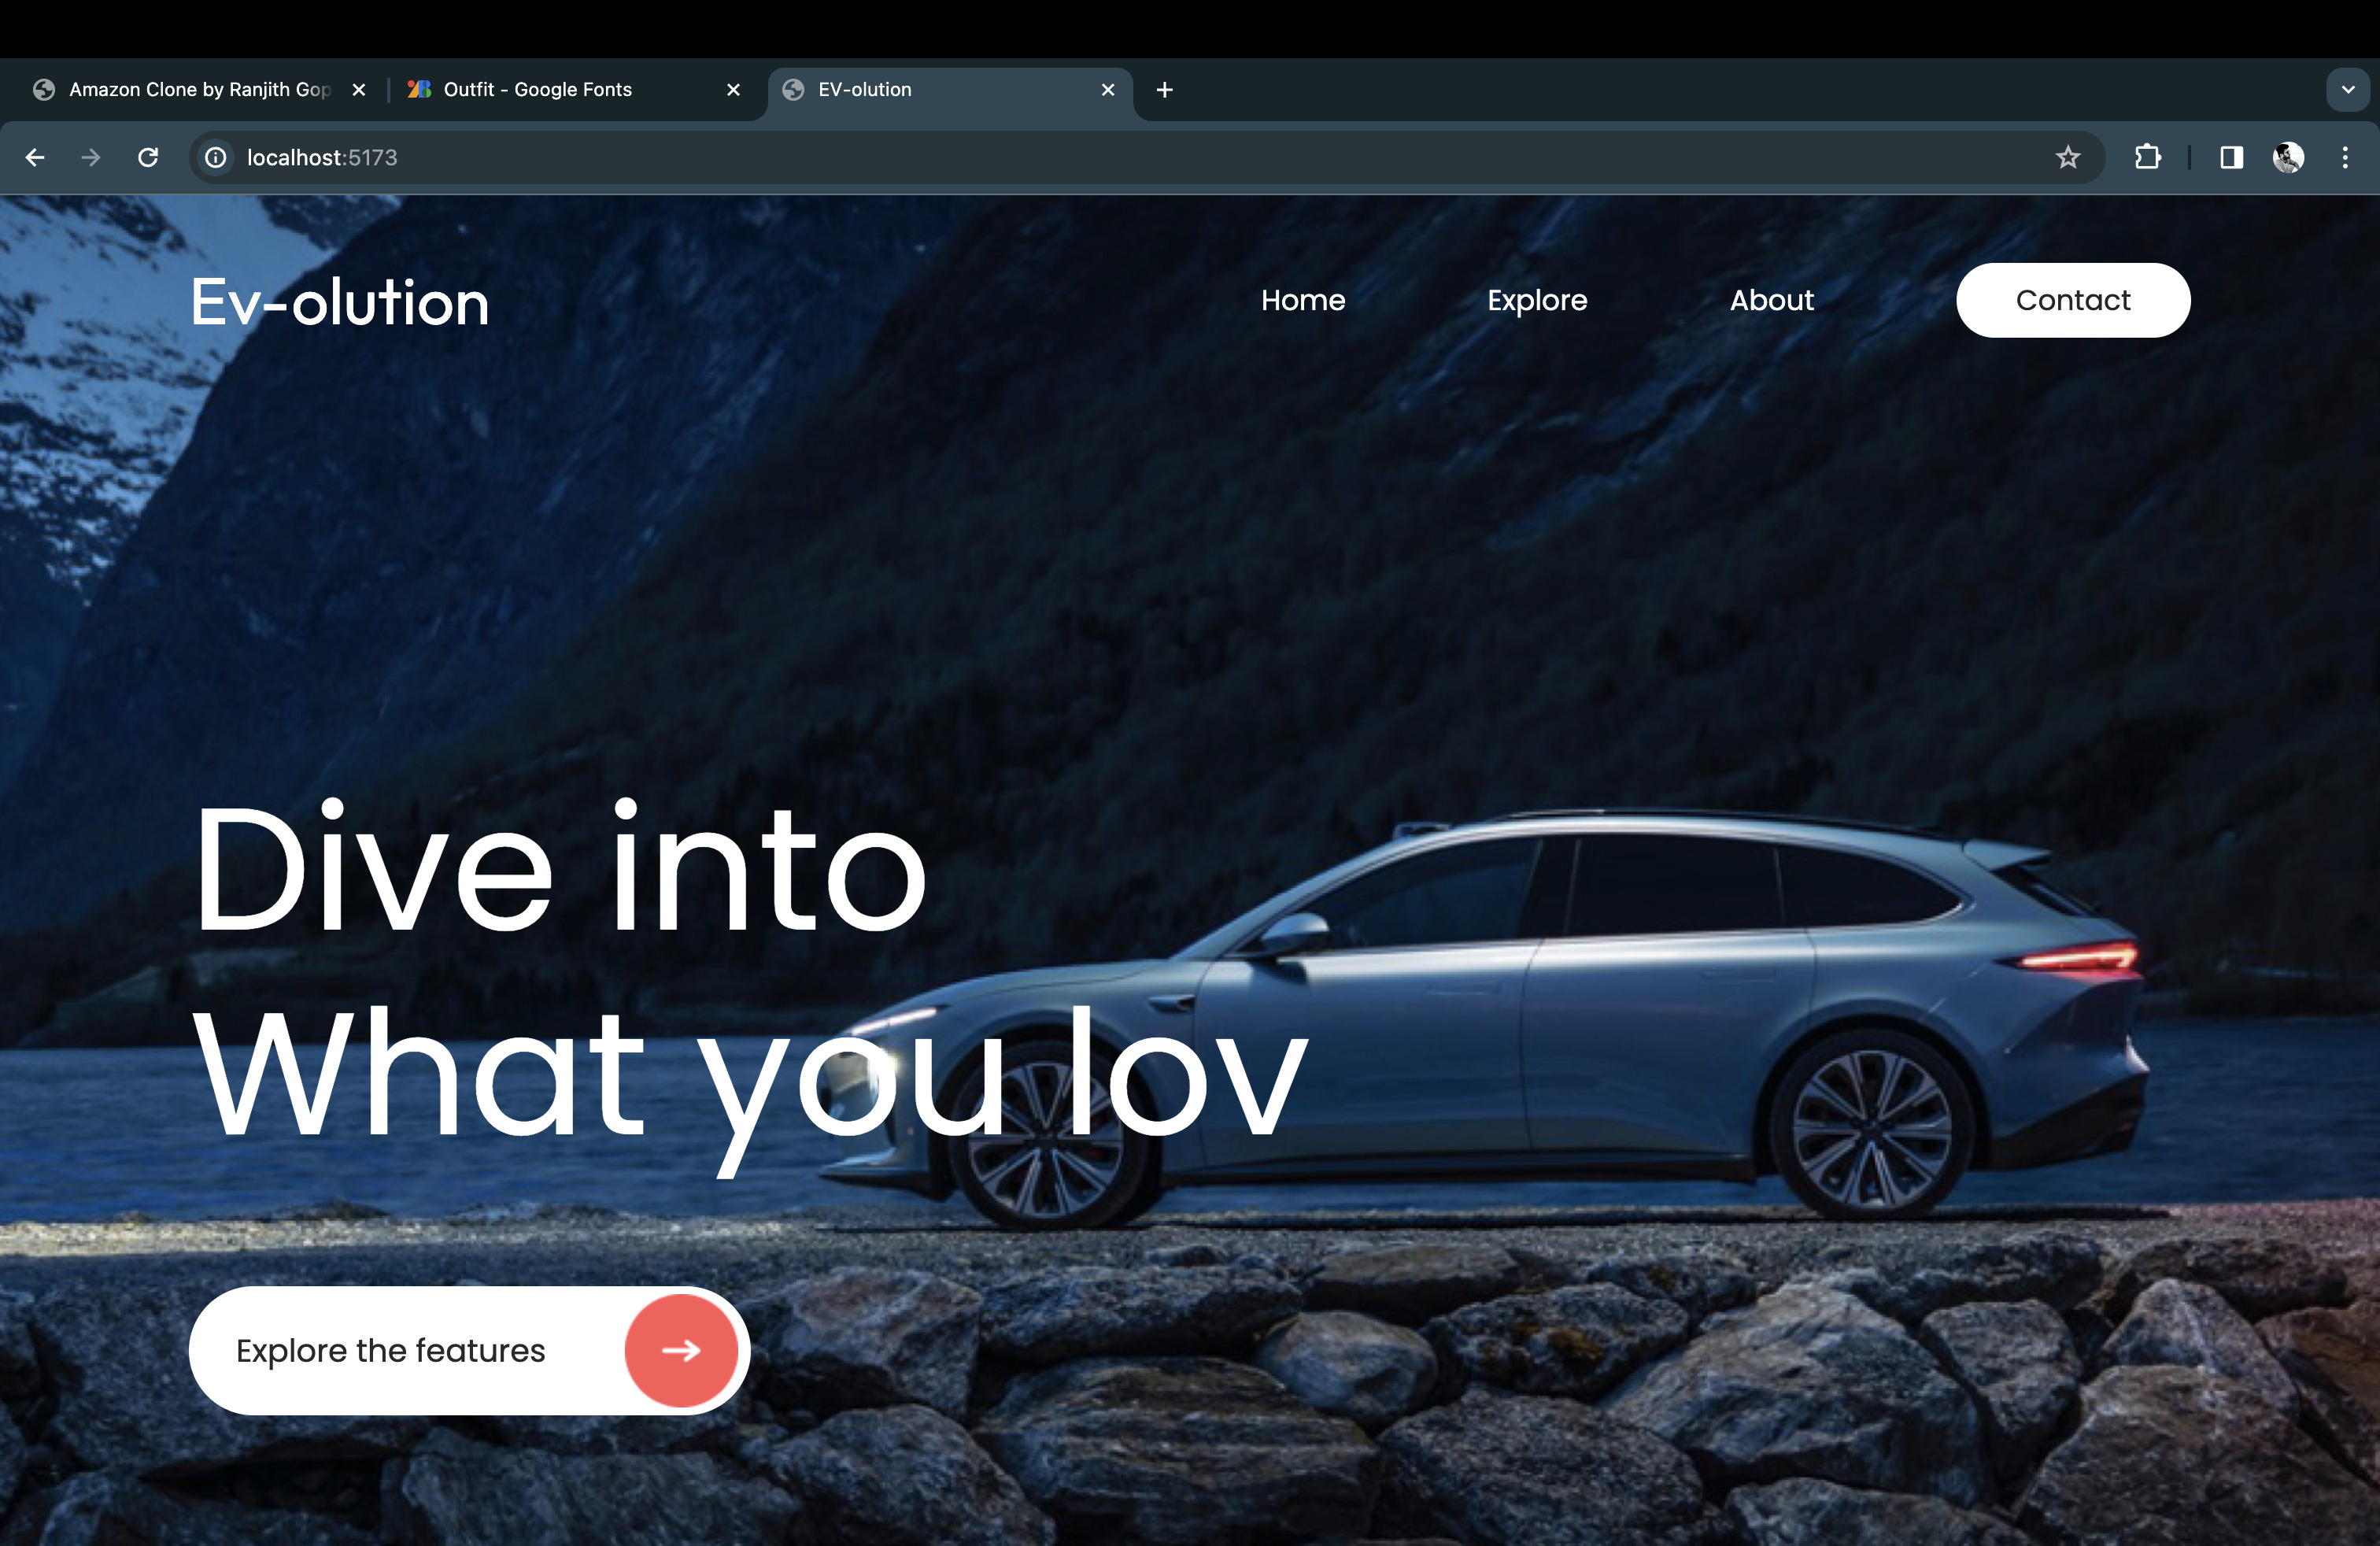 Amazon Clone by Ranjith Gop
Outfit - Google Fonts
EV-olution
localhost:5173
Ev-olution
Home
Explore
About
Contact
Dive into
What you lov
Explore the features